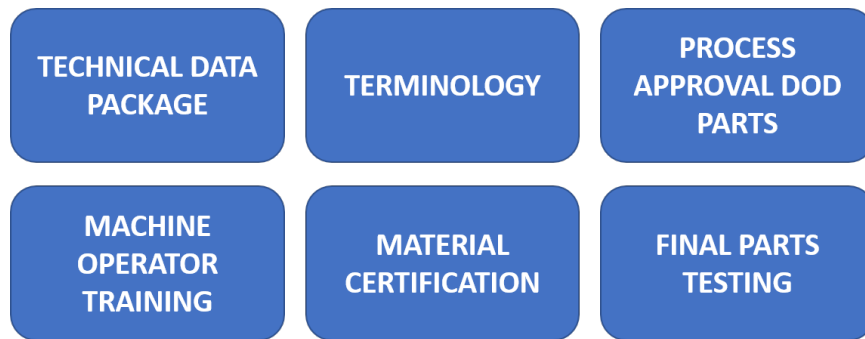 TECHNICAL DATA
PACKAGE
TERMINOLOGY
PROCESS
APPROVAL DOD
PARTS
MACHINE
OPERATOR
TRAINING
MATERIAL
CERTIFICATION
FINAL PARTS
TESTING